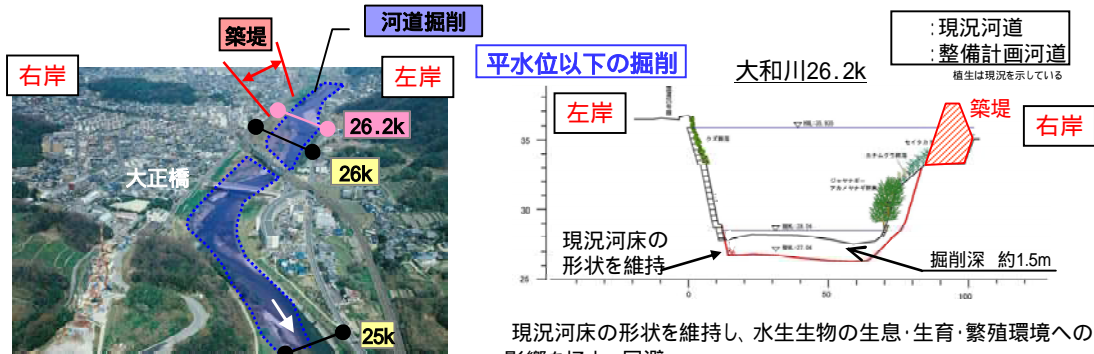 河道掘削
築堤
右岸
左岸
26.2k
26k
大正橋
25k
平水位以下の掘削
大和川26.2k
:現況河道
:整備計画河道
植生は現況を示している
左岸
築堤
右岸
35
30
25
0
50
100
現況河床の
形状を維持
掘削深 約1.5m
現況河床の形状を維持し、水生生物の生息･生育･繁殖環境への